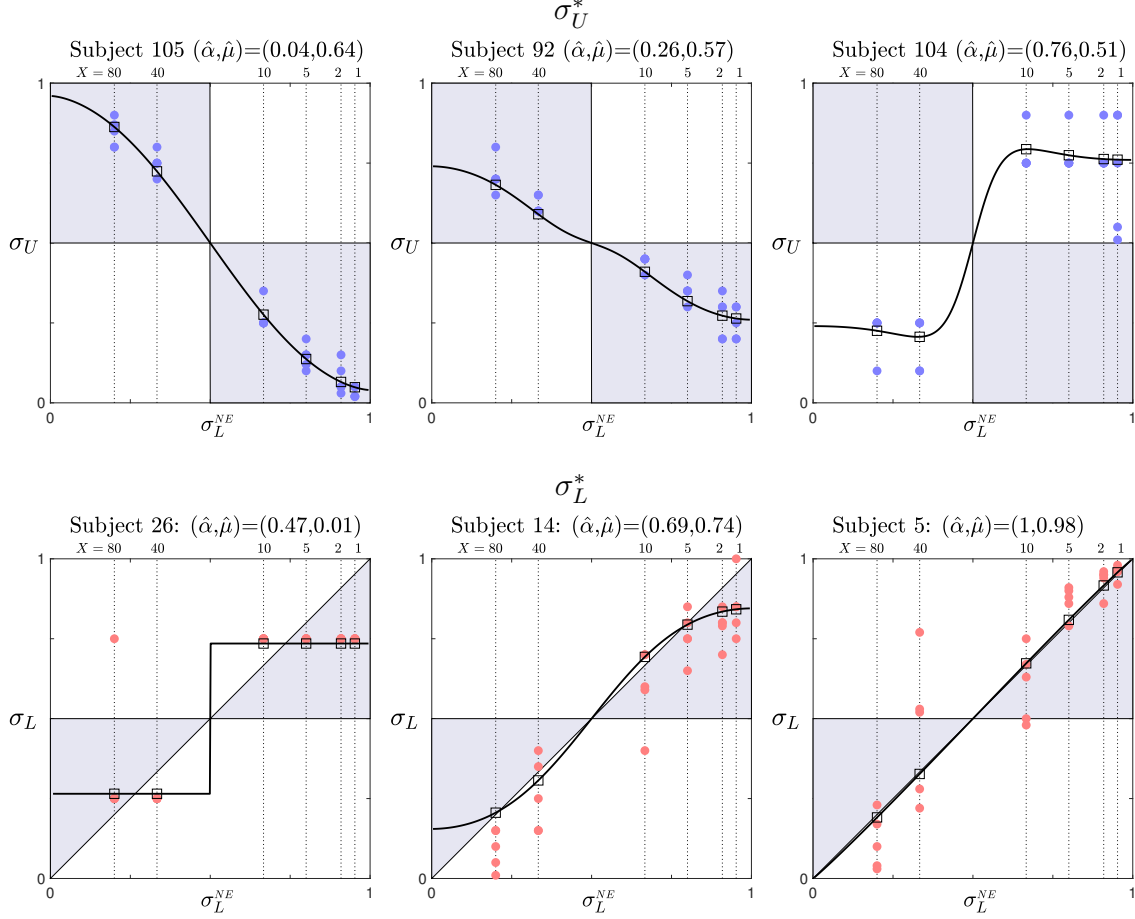 σ*_U
Subject 105 (α̂,μ̂)=(0.04,0.64)
X = 80 40 10 5 2 1
1
σ_U
0
0 σ_L^{NE} 1
Subject 92 (α̂,μ̂)=(0.26,0.57)
X = 80 40 10 5 2 1
1
σ_U
0
0 σ_L^{NE} 1
Subject 104 (α̂,μ̂)=(0.76,0.51)
X = 80 40 10 5 2 1
1
σ_U
0
0 σ_L^{NE} 1
σ*_L
Subject 26: (α̂,μ̂)=(0.47,0.01)
X = 80 40 10 5 2 1
1
σ_L
0
0 σ_L^{NE} 1
Subject 14: (α̂,μ̂)=(0.69,0.74)
X = 80 40 10 5 2 1
1
σ_L
0
0 σ_L^{NE} 1
Subject 5: (α̂,μ̂)=(1,0.98)
X = 80 40 10 5 2 1
1
σ_L
0
0 σ_L^{NE} 1